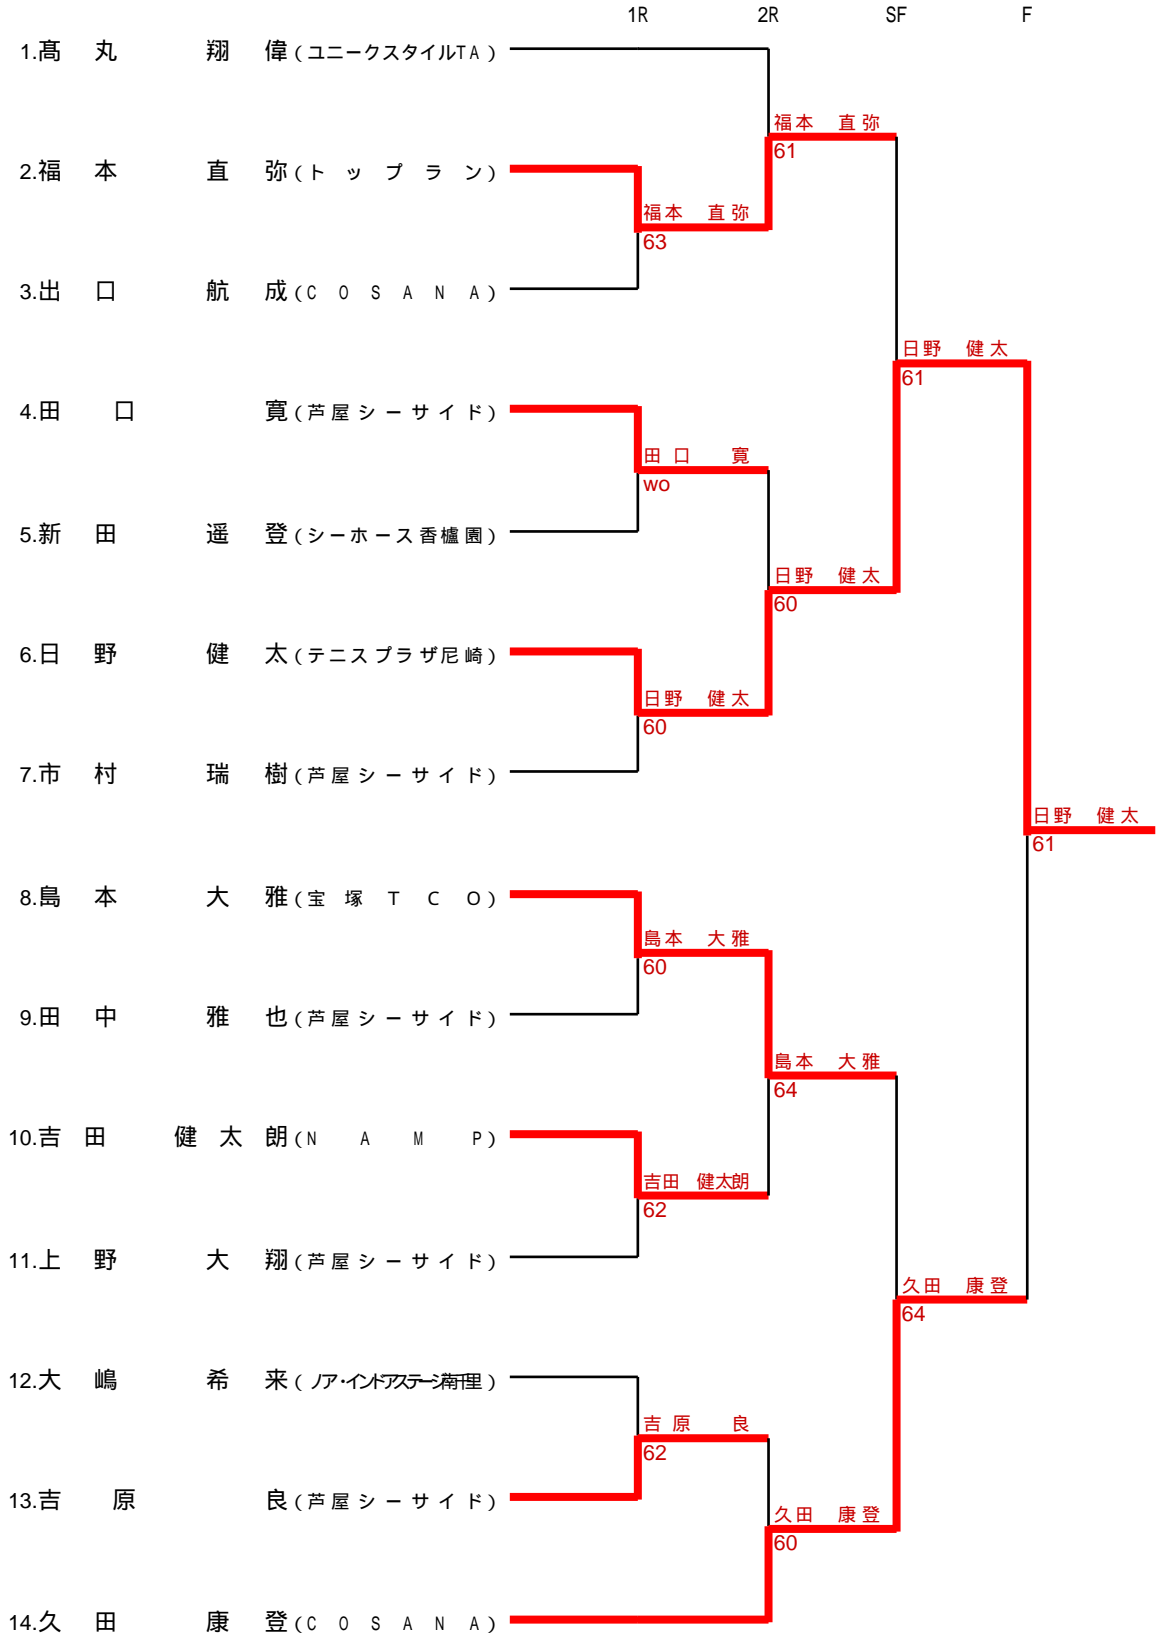 1R 2R SF F
1.髙丸 翔偉(ユニークスタイルTA)
福本 直弥
61
2.福本 直弥(トップラン)
福本 直弥
63
3.出口 航成(COSANA)
日野 健太
61
4.田口 寛(芦屋シーサイド)
田口 寛
wo
5.新田 遥登(シーホース香櫨園)
日野 健太
60
6.日野 健太(テニスプラザ尼崎)
日野 健太
60
7.市村 瑞樹(芦屋シーサイド)
日野 健太
61
8.島本 大雅(宝塚TCO)
島本 大雅
60
9.田中 雅也(芦屋シーサイド)
島本 大雅
64
10.吉田 健太朗(NAMP)
吉田 健太朗
62
11.上野 大翔(芦屋シーサイド)
久田 康登
64
12.大嶋 希来(ノア・インドアステージ南千里)
吉原 良
62
13.吉原 良(芦屋シーサイド)
久田 康登
60
14.久田 康登(COSANA)